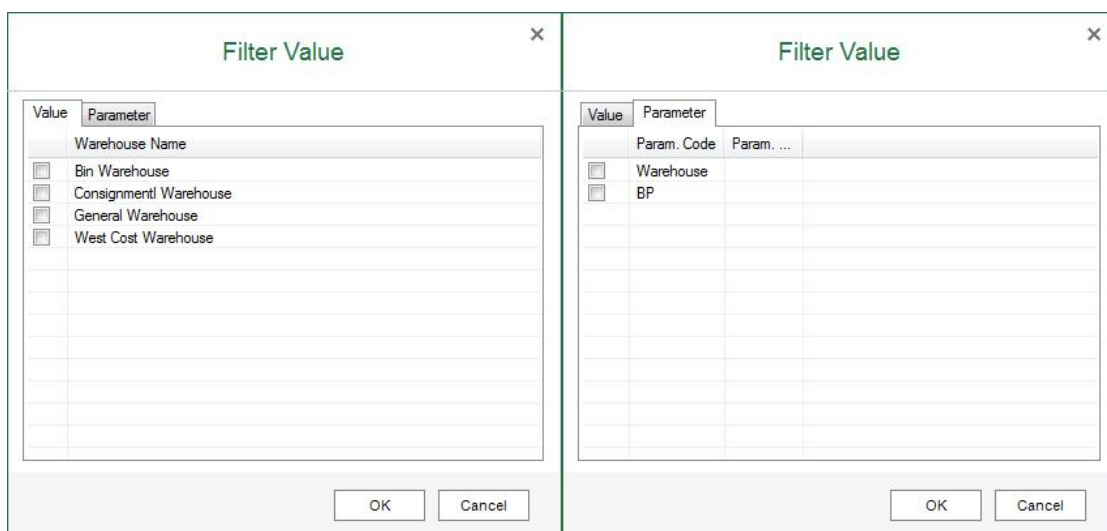 Filter Value
×
Value Parameter
Warehouse Name
Bin Warehouse
Consignmentl Warehouse
General Warehouse
West Cost Warehouse
OK Cancel
Filter Value
×
Value Parameter
Param. Code Param. ...
Warehouse
BP
OK Cancel